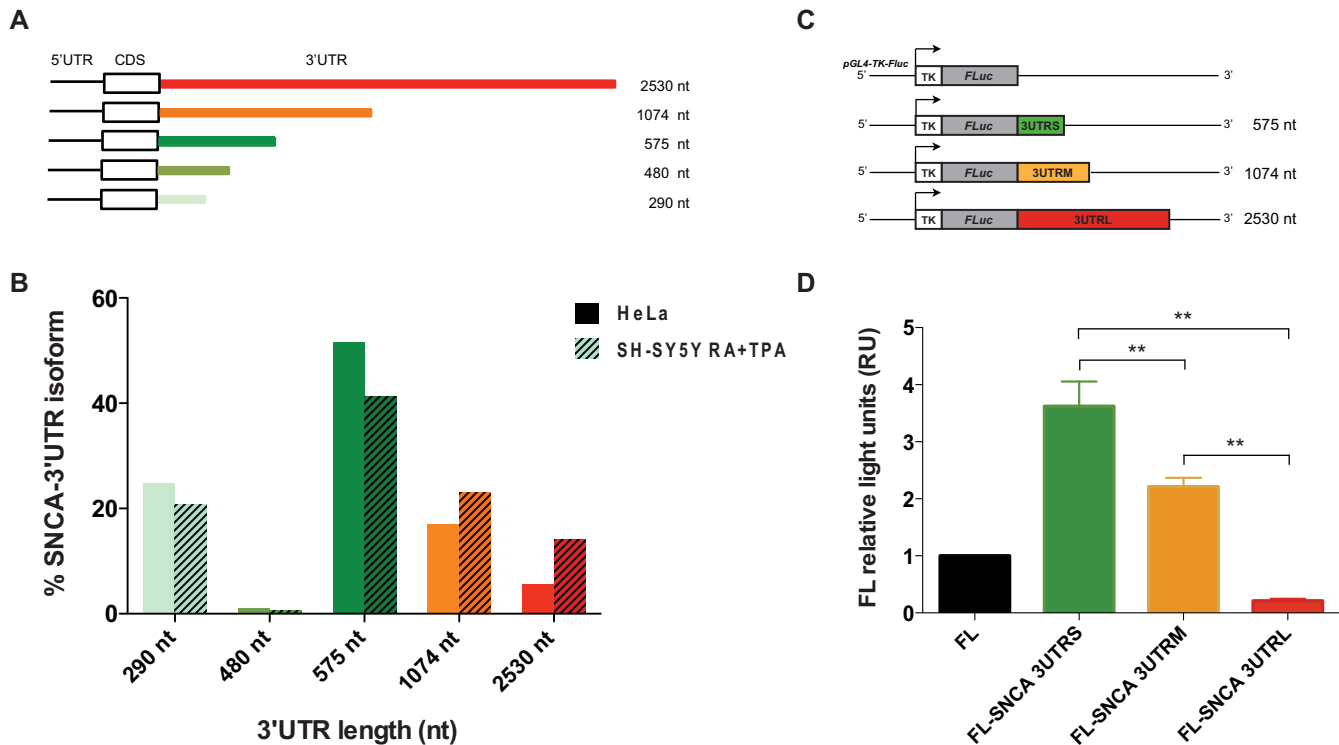 A
5'UTR CDS 3'UTR
2530 nt
1074 nt
575 nt
480 nt
290 nt
B
% SNCA-3'UTR isoform
60
40
20
0
HeLa
SH-SY5Y RA+TPA
290 nt
480 nt
575 nt
1074 nt
2530 nt
3'UTR length (nt)
C
pGL4-TK-Fluc
5' TK FLuc 3'
5' TK FLuc 3UTRS 3' 575 nt
5' TK FLuc 3UTRM 3' 1074 nt
5' TK FLuc 3UTRL 3' 2530 nt
D
FL relative light units (RU)
5
4
3
2
1
0
**
**
**
FL
FL-SNCA 3UTRS
FL-SNCA 3UTRM
FL-SNCA 3UTRL